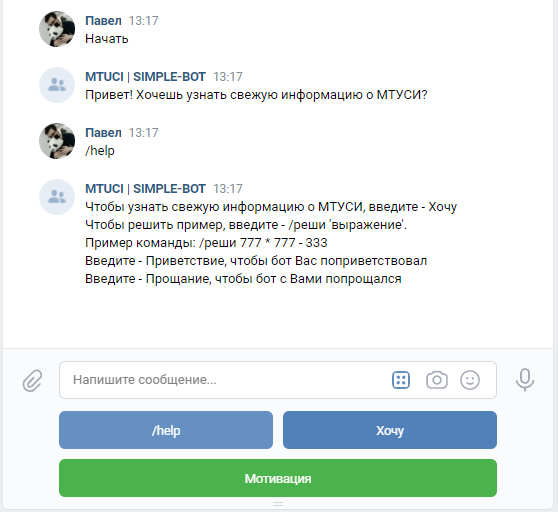 Павел 13:17
Начать
MTUCI | SIMPLE-BOT 13:17
Привет! Хочешь узнать свежую информацию о МТУСИ?
Павел 13:17
/help
MTUCI | SIMPLE-BOT 13:17
Чтобы узнать свежую информацию о МТУСИ, введите - Хочу
Чтобы решить пример, введите - /реши 'выражение'.
Пример команды: /реши 777 * 777 - 333
Введите - Приветствие, чтобы бот Вас поприветствовал
Введите - Прощание, чтобы бот с Вами попрощался
Напишите сообщение...
/help Хочу
Мотивация